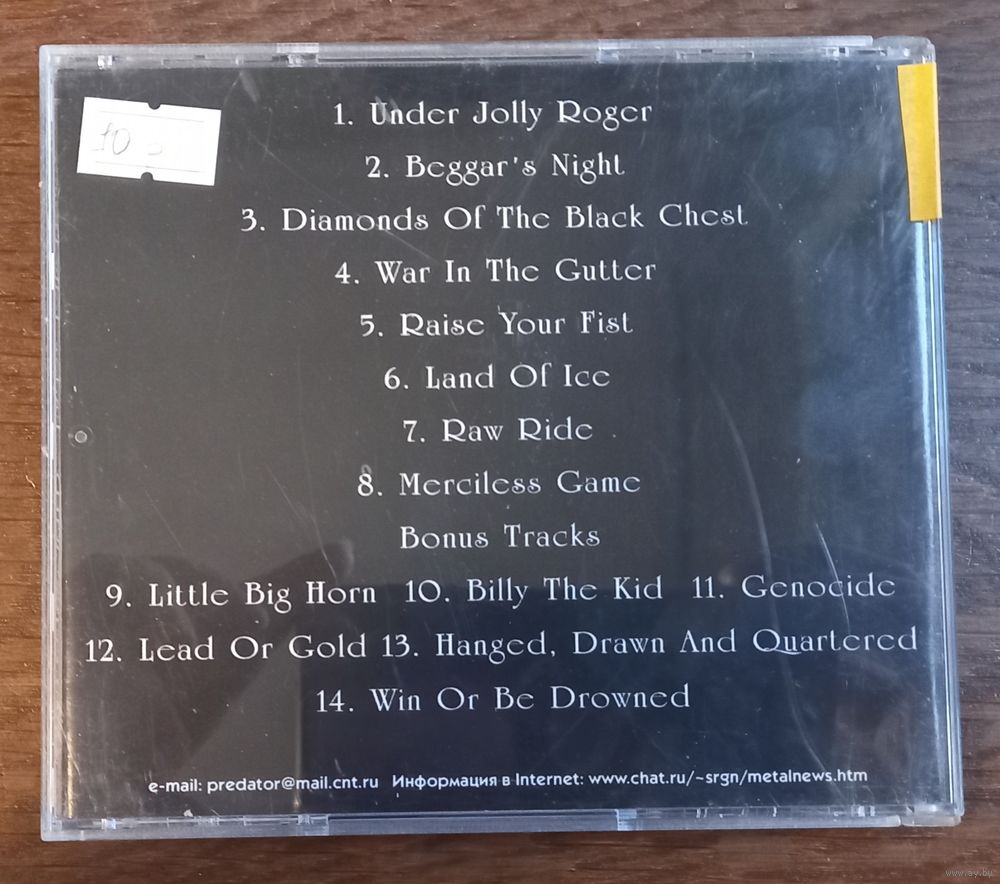 10
1. Under Jolly Roger
2. Beggar's Night
3. Diamonds Of The Black Chest
4. War In The Gutter
5. Raise Your Fist
6. Land Of Ice
7. Raw Ride
8. Merciless Game
Bonus Tracks
9. Little Big Horn 10. Billy The Kid 11. Genocide
12. Lead Or Gold 13. Hanged, Drawn And Quartered
14. Win Or Be Drowned
e-mail: predator@mail.cnt.ru Информация в Internet: www.chat.ru/~srgn/metalnews.htm
www.ay.by